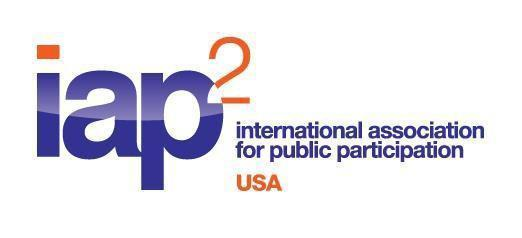 iap2
international association
for public participation
USA